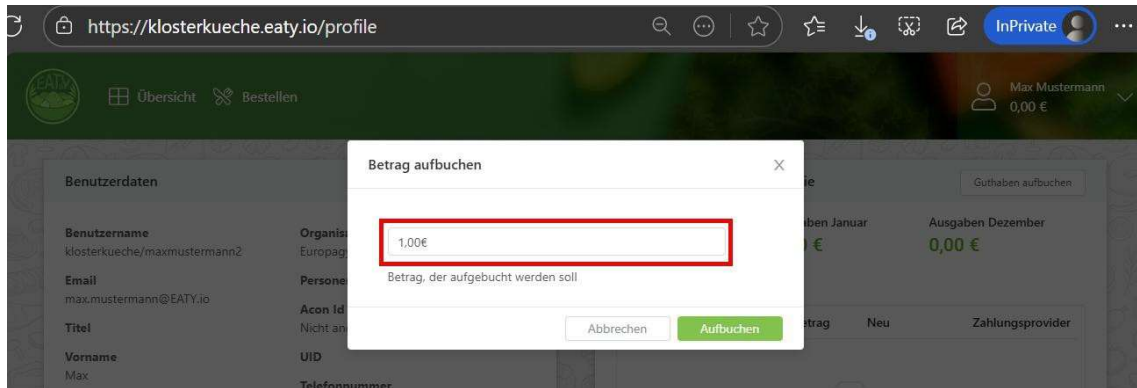 https://klosterkueche.eaty.io/profile
InPrivate
EATY
Übersicht
Bestellen
Max Mustermann
0,00 €
Betrag aufbuchen
Benutzerdaten
Guthaben aufbuchen
Januar
Ausgaben Dezember
€
0,00 €
Benutzername
klosterkueche/maxmustermann2
1,00€
Email
max.mustermann@EATY.io
Betrag, der aufgebucht werden soll
Acon Id
Titel
Nicht
Abbrechen
Aufbuchen
Neu
Zahlungsprovider
Vorname
UID
Max
Telefonnummer